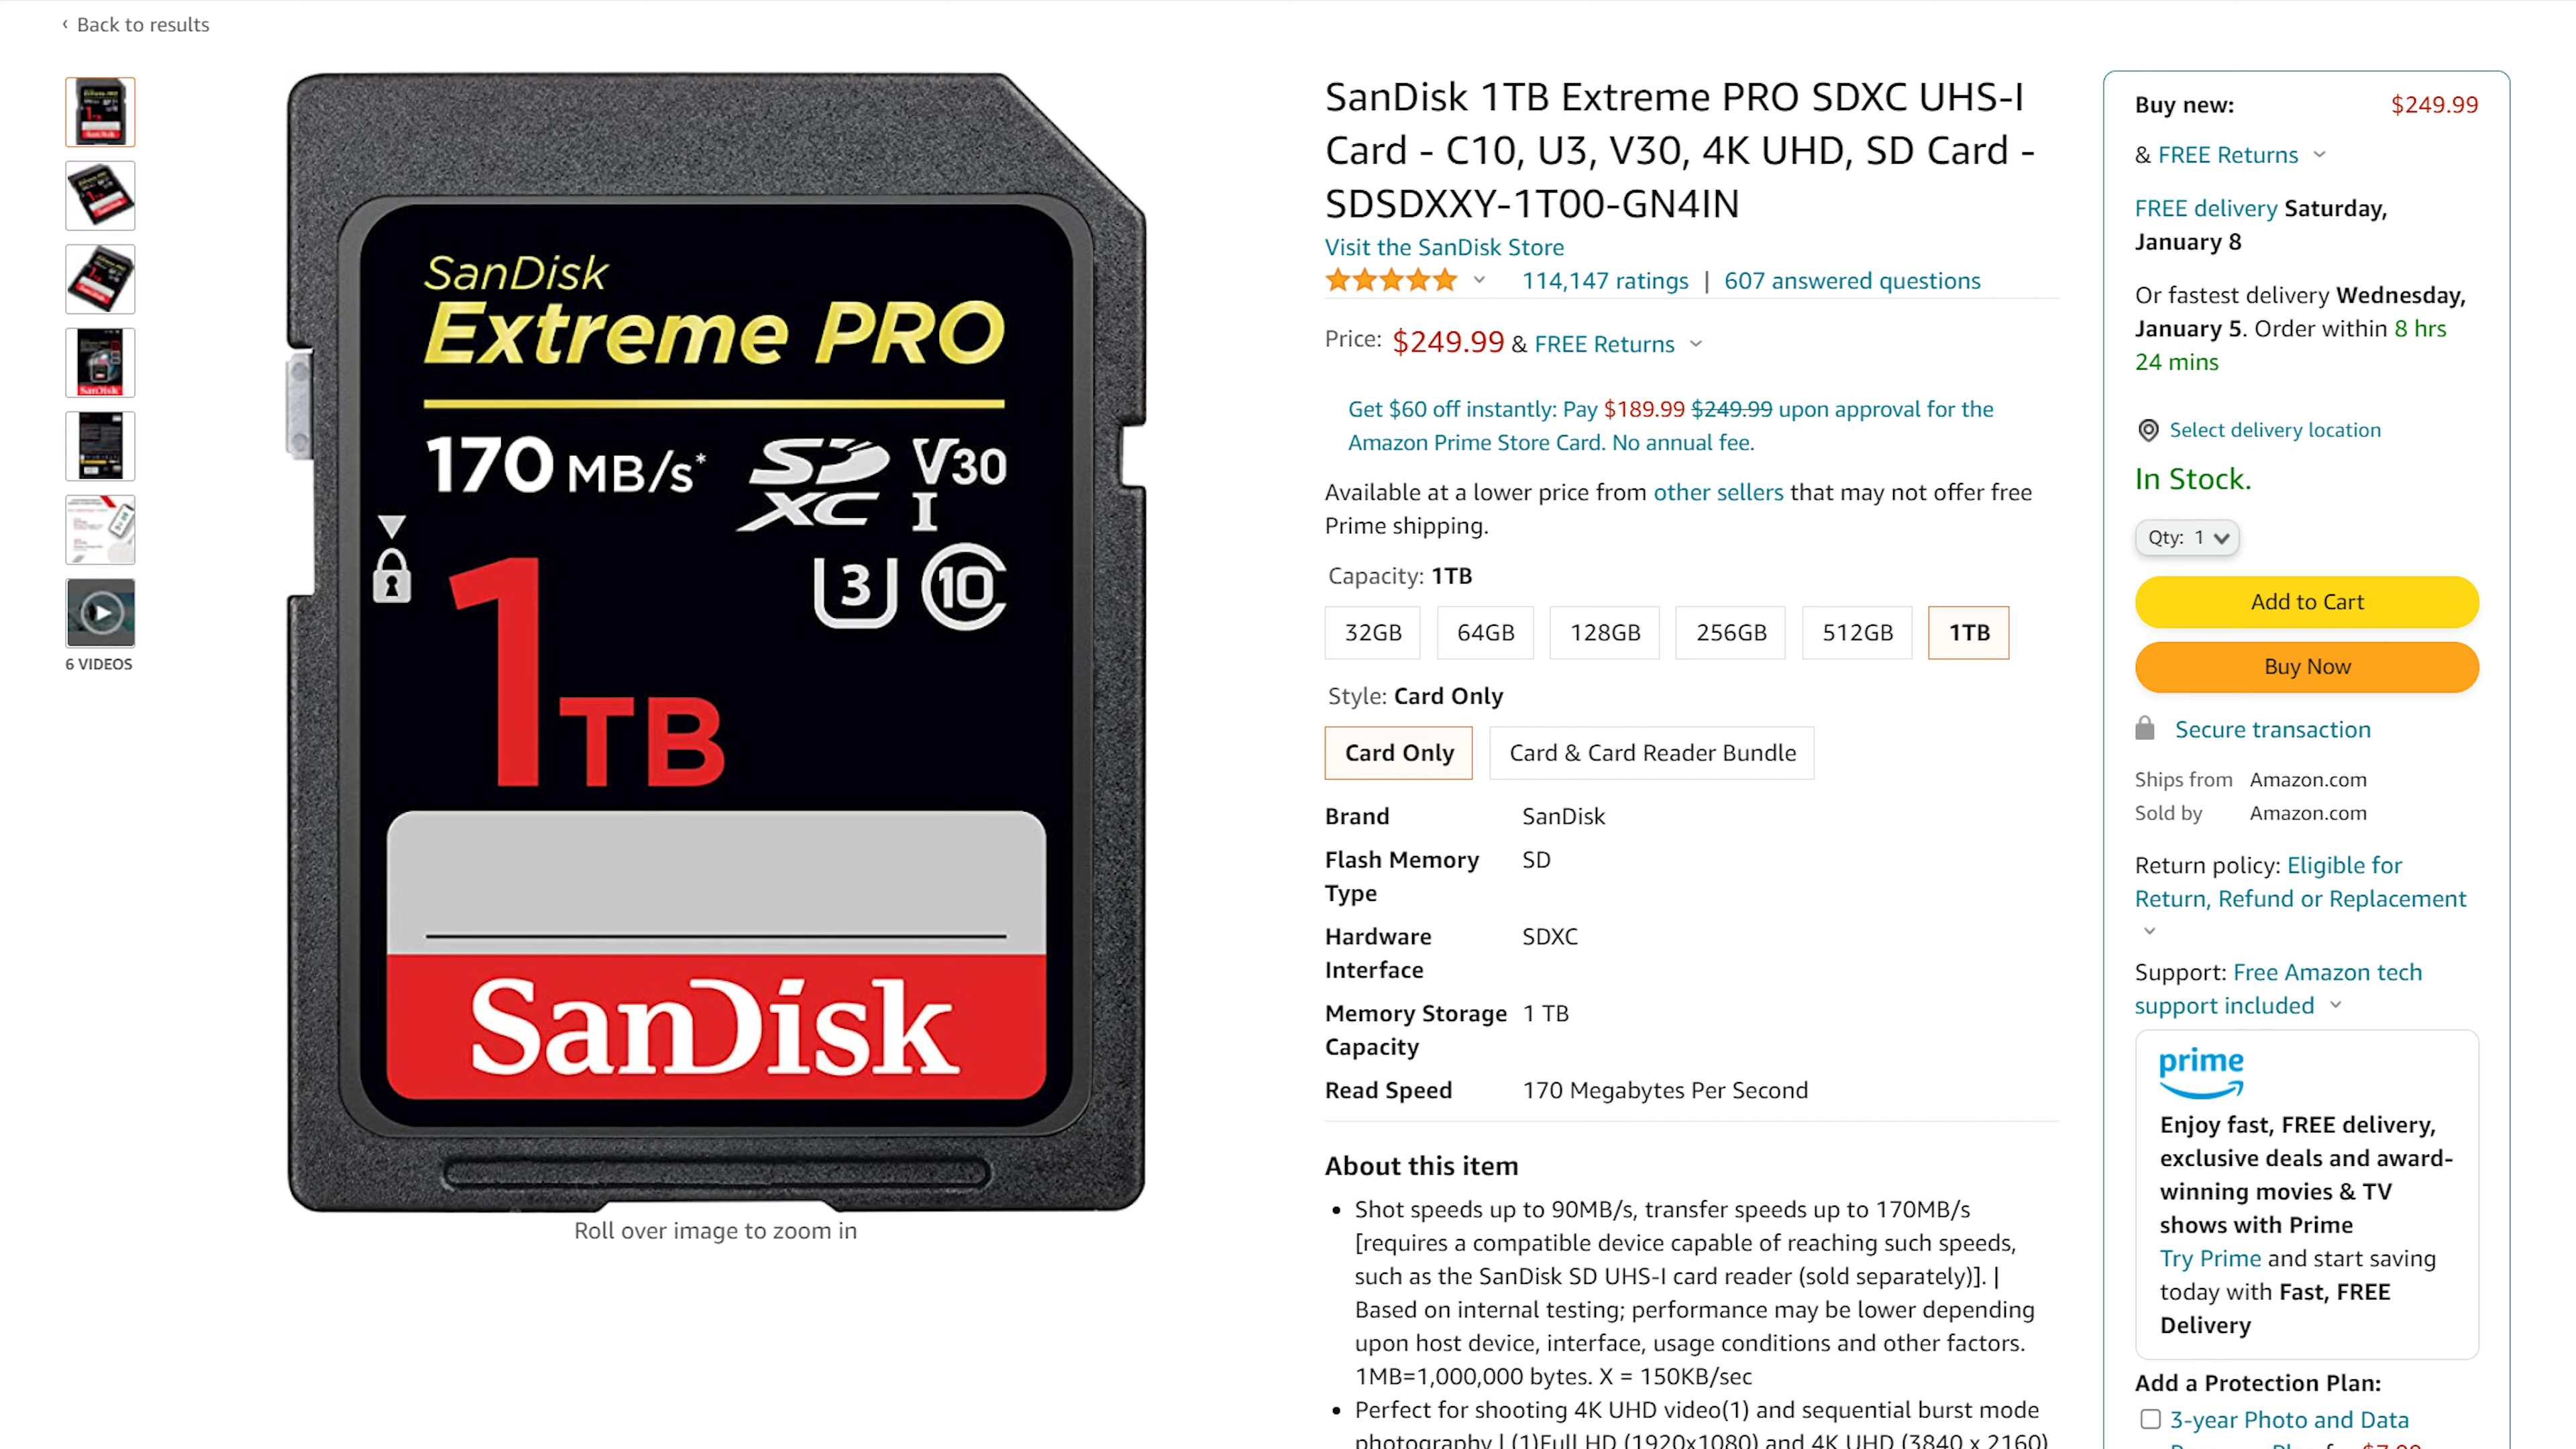 ‹ Back to results
6 VIDEOS
SanDisk
Extreme PRO
170 MB/s*
SD XC
V30
I
3
10
1TB
SanDisk
Roll over image to zoom in
SanDisk 1TB Extreme PRO SDXC UHS-I
Card - C10, U3, V30, 4K UHD, SD Card -
SDSDXXY-1T00-GN4IN
Visit the SanDisk Store
114,147 ratings | 607 answered questions
Price: $249.99 & FREE Returns
Get $60 off instantly: Pay $189.99 $249.99 upon approval for the
Amazon Prime Store Card. No annual fee.
Available at a lower price from other sellers that may not offer free
Prime shipping.
Capacity: 1TB
32GB 64GB 128GB 256GB 512GB 1TB
Style: Card Only
Card Only Card & Card Reader Bundle
Brand SanDisk
Flash Memory SD
Type
Hardware SDXC
Interface
Memory Storage 1 TB
Capacity
Read Speed 170 Megabytes Per Second
About this item
• Shot speeds up to 90MB/s, transfer speeds up to 170MB/s
[requires a compatible device capable of reaching such speeds,
such as the SanDisk SD UHS-I card reader (sold separately)]. |
Based on internal testing; performance may be lower depending
upon host device, interface, usage conditions and other factors.
1MB=1,000,000 bytes. X = 150KB/sec
• Perfect for shooting 4K UHD video(1) and sequential burst mode
photography | (1)Full HD (1920x1080) and 4K UHD (3840 x 2160)
Buy new: $249.99
& FREE Returns
FREE delivery Saturday,
January 8
Or fastest delivery Wednesday,
January 5. Order within 8 hrs
24 mins
Select delivery location
In Stock.
Qty: 1
Add to Cart
Buy Now
Secure transaction
Ships from Amazon.com
Sold by Amazon.com
Return policy: Eligible for
Return, Refund or Replacement
Support: Free Amazon tech
support included
prime
Enjoy fast, FREE delivery,
exclusive deals and award-
winning movies & TV
shows with Prime
Try Prime and start saving
today with Fast, FREE
Delivery
Add a Protection Plan:
3-year Photo and Data